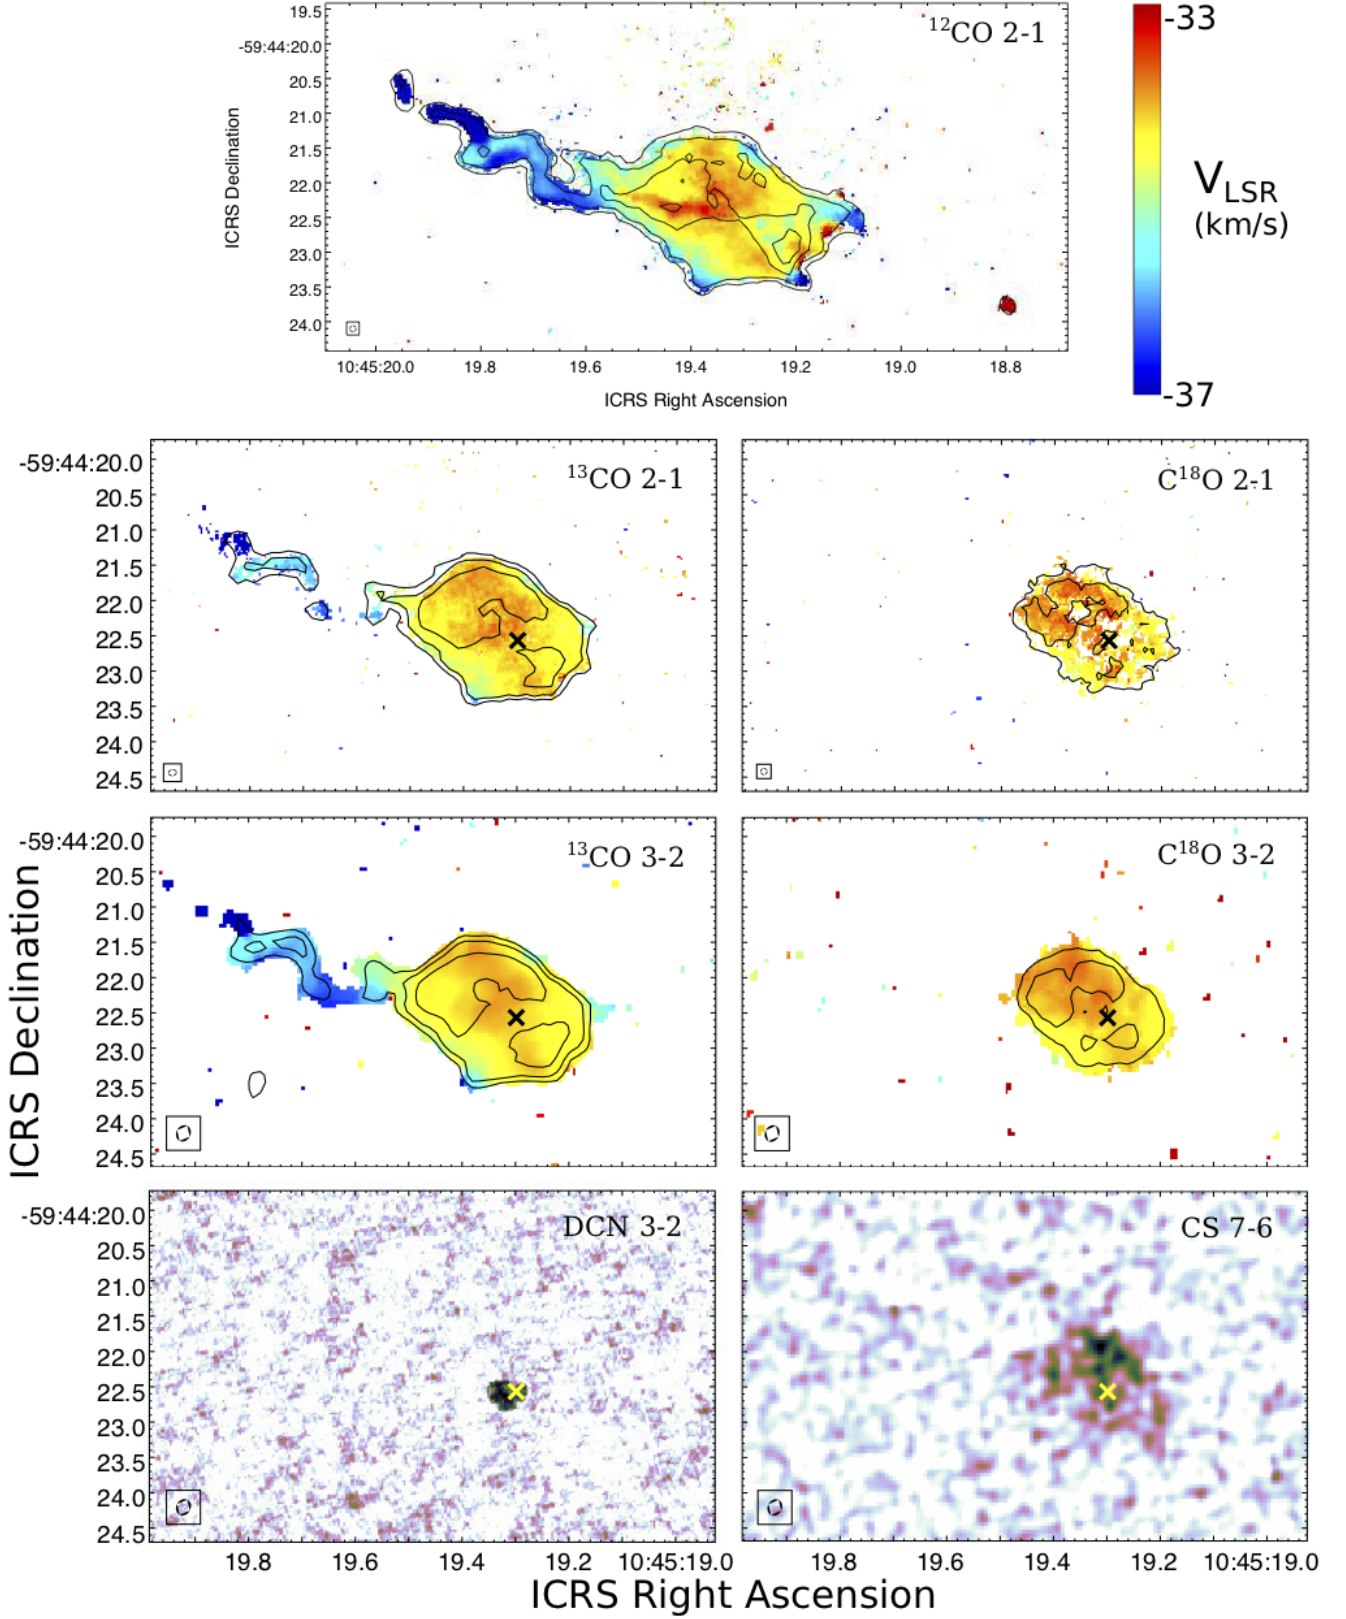 ¹²CO 2-1
19.5
-59:44:20.0
20.5
21.0
21.5
22.0
22.5
23.0
23.5
24.0
10:45:20.0 19.8 19.6 19.4 19.2 19.0 18.8
ICRS Declination
ICRS Right Ascension
-33
V_LSR
(km/s)
-37
¹³CO 2-1
C¹⁸O 2-1
-59:44:20.0
20.5
21.0
21.5
22.0
22.5
23.0
23.5
24.0
24.5
¹³CO 3-2
C¹⁸O 3-2
-59:44:20.0
20.5
21.0
21.5
22.0
22.5
23.0
23.5
24.0
24.5
DCN 3-2
CS 7-6
-59:44:20.0
20.5
21.0
21.5
22.0
22.5
23.0
23.5
24.0
24.5
19.8 19.6 19.4 19.2 10:45:19.0
19.8 19.6 19.4 19.2 10:45:19.0
ICRS Declination
ICRS Right Ascension